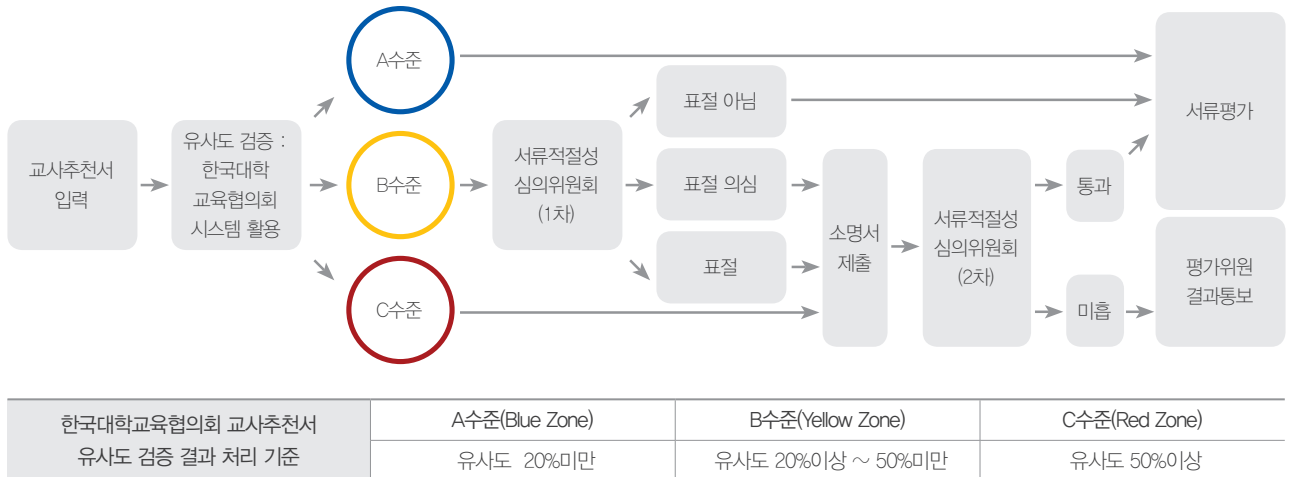 교사추천서
입력
유사도 검증 :
한국대학
교육협의회
시스템 활용
A수준
B수준
C수준
서류적절성
심의위원회
(1차)
표절 아님
표절 의심
표절
소명서
제출
서류적절성
심의위원회
(2차)
통과
미흡
서류평가
평가위원
결과통보
한국대학교육협의회 교사추천서
유사도 검증 결과 처리 기준
A수준(Blue Zone)
B수준(Yellow Zone)
C수준(Red Zone)
유사도 20%미만
유사도 20%이상 ~ 50%미만
유사도 50%이상